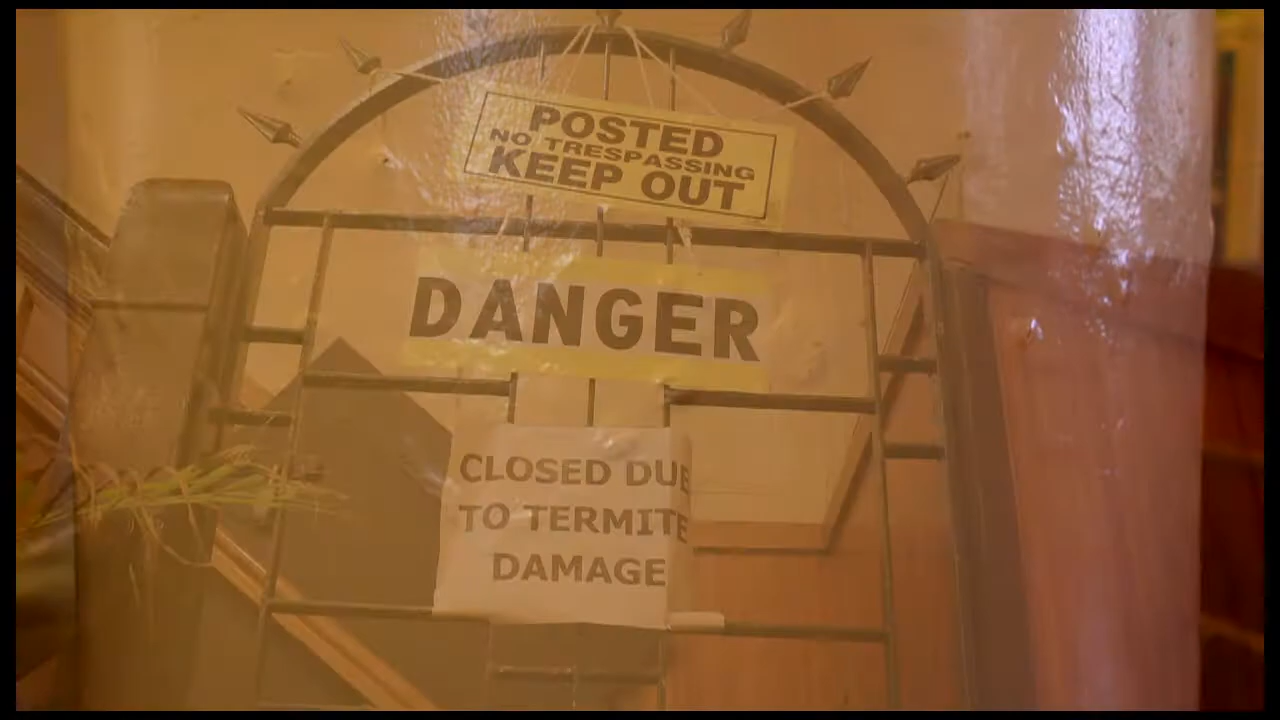 POSTED
NO TRESPASSING
KEEP OUT
DANGER
CLOSED DUE
TO TERMITE
DAMAGE